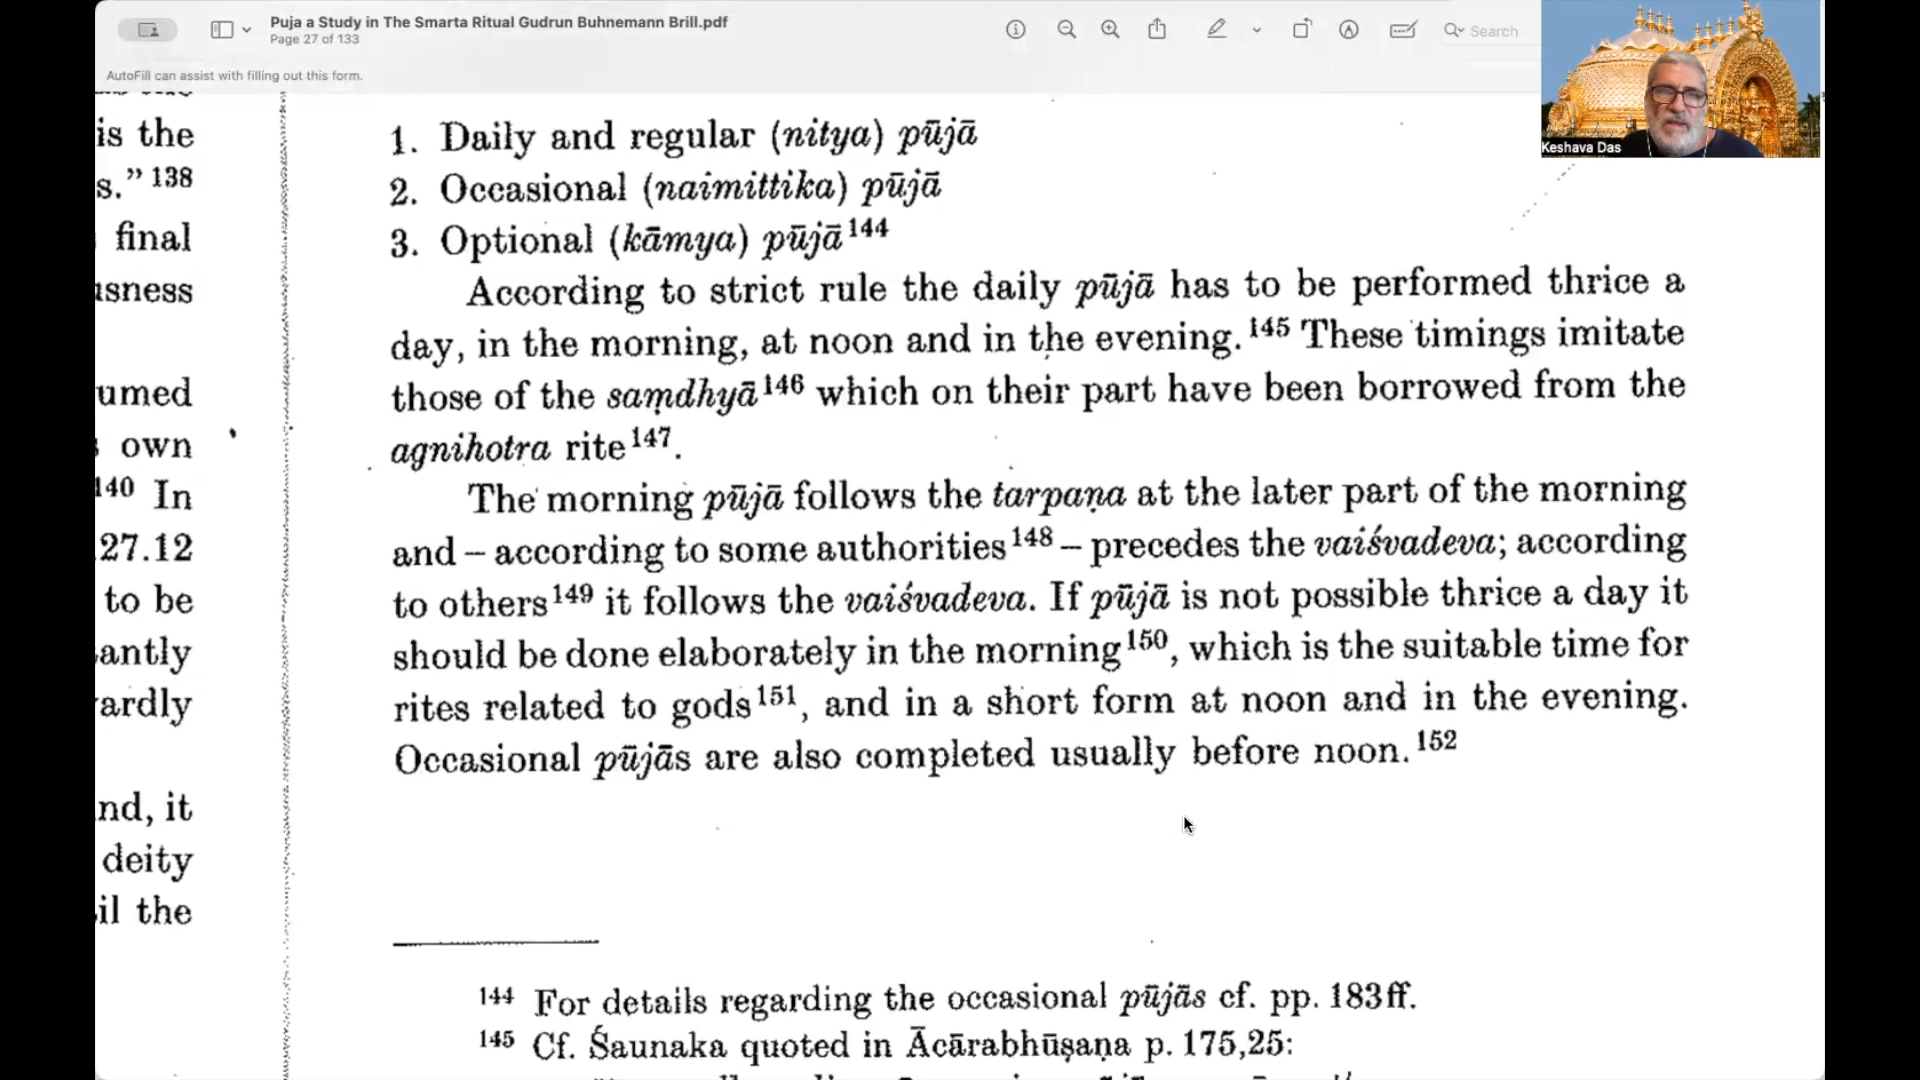 Puja a Study in The Smarta Ritual Gudrun Buhnemann Brill.pdf
Page 27 of 133
Search
AutoFill can assist with filling out this form.
Keshava Das
is the
s.” 138
final
sness
umed
own
140 In
27.12
to be
antly
ardly
nd, it
deity
il the
1. Daily and regular (nitya) pūjā
2. Occasional (naimittika) pūjā
3. Optional (kāmya) pūjā 144
According to strict rule the daily pūjā has to be performed thrice a
day, in the morning, at noon and in the evening. 145 These timings imitate
those of the saṃdhyā 146 which on their part have been borrowed from the
agnihotra rite 147.
The morning pūjā follows the tarpaṇa at the later part of the morning
and – according to some authorities 148 – precedes the vaiśvadeva; according
to others 149 it follows the vaiśvadeva. If pūjā is not possible thrice a day it
should be done elaborately in the morning 150, which is the suitable time for
rites related to gods 151, and in a short form at noon and in the evening.
Occasional pūjās are also completed usually before noon. 152
144 For details regarding the occasional pūjās cf. pp. 183ff.
145 Cf. Śaunaka quoted in Ācārabhūṣaṇa p. 175,25: